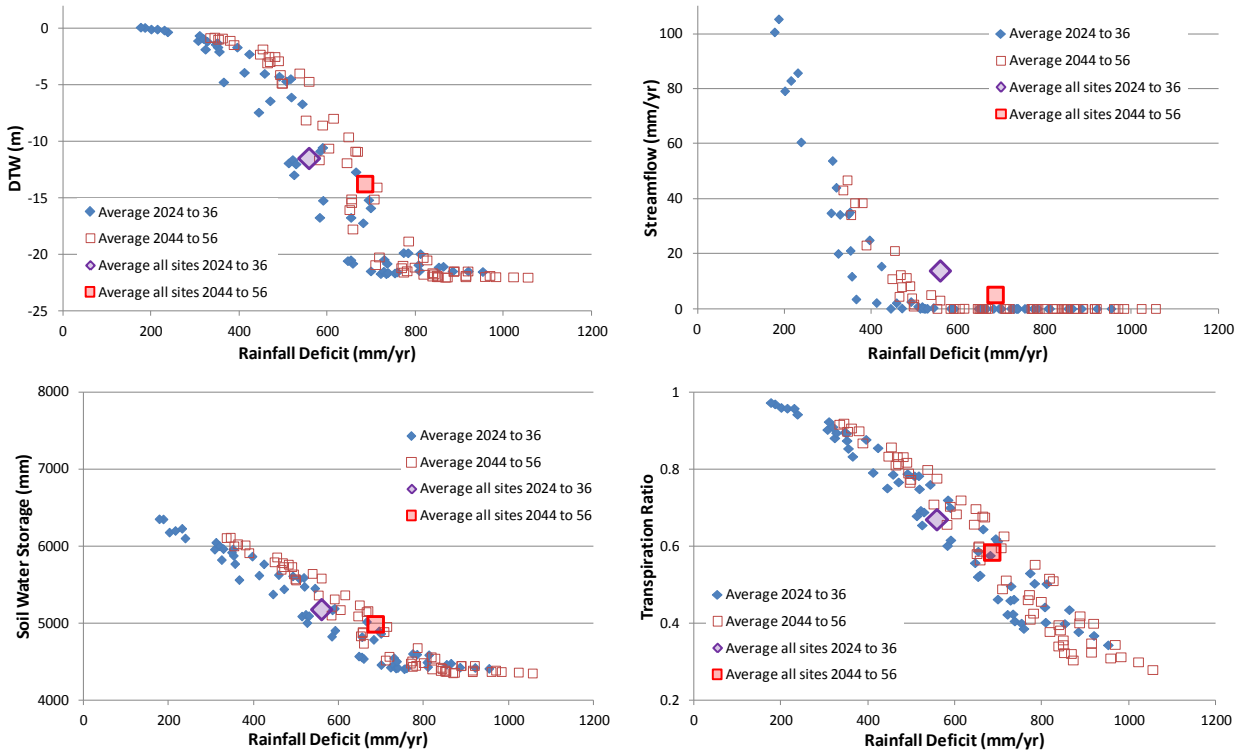 DTW (m)
0
-5
-10
-15
-20
-25
0 200 400 600 800 1000 1200
Rainfall Deficit (mm/yr)
Average 2024 to 36
Average 2044 to 56
Average all sites 2024 to 36
Average all sites 2044 to 56
Streamflow (mm/yr)
100
80
60
40
20
0
0 200 400 600 800 1000 1200
Rainfall Deficit (mm/yr)
Average 2024 to 36
Average 2044 to 56
Average all sites 2024 to 36
Average all sites 2044 to 56
Soil Water Storage (mm)
8000
7000
6000
5000
4000
0 200 400 600 800 1000 1200
Rainfall Deficit (mm/yr)
Average 2024 to 36
Average 2044 to 56
Average all sites 2024 to 36
Average all sites 2044 to 56
Transpiration Ratio
1
0.8
0.6
0.4
0.2
0 200 400 600 800 1000 1200
Rainfall Deficit (mm/yr)
Average 2024 to 36
Average 2044 to 56
Average all sites 2024 to 36
Average all sites 2044 to 56